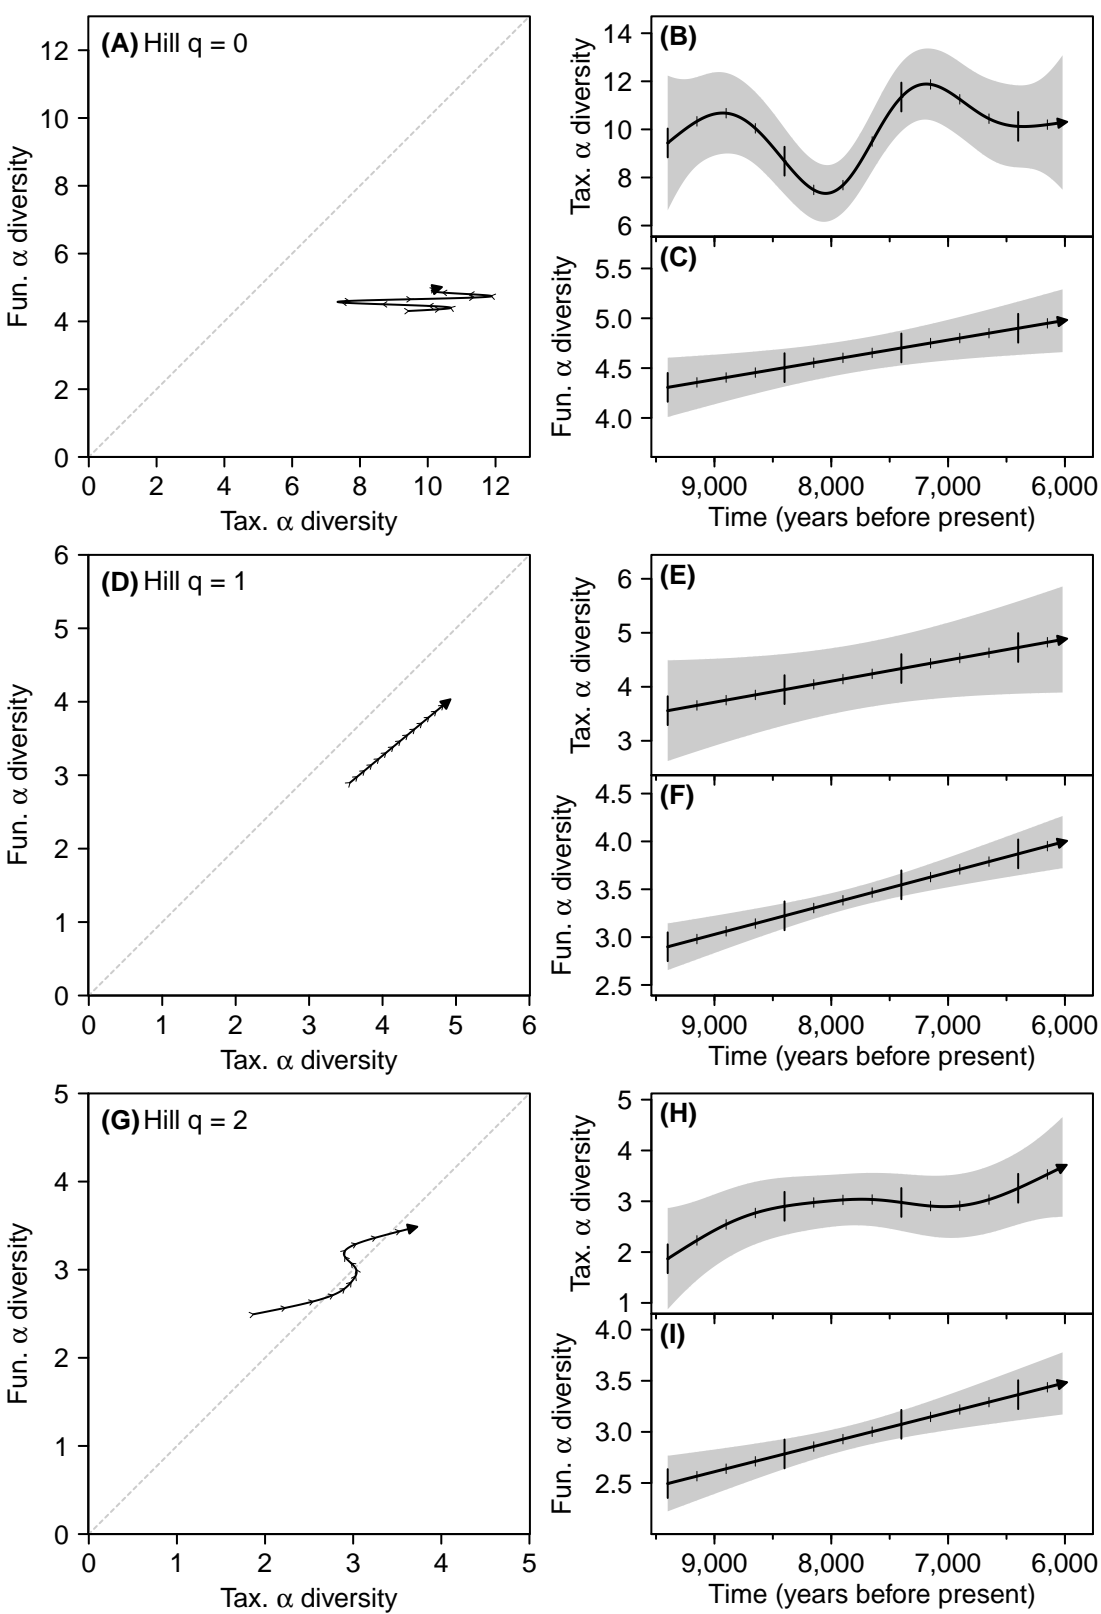 (A) Hill q = 0
12
10
8
6
4
2
0
Fun. α diversity
0 2 4 6 8 10 12
Tax. α diversity
(B)
14
12
10
8
6
Tax. α diversity
(C)
5.5
5.0
4.5
4.0
Fun. α diversity
9,000 8,000 7,000 6,000
Time (years before present)
(D) Hill q = 1
6
5
4
3
2
1
0
Fun. α diversity
0 1 2 3 4 5 6
Tax. α diversity
(E)
6
5
4
3
Tax. α diversity
(F)
4.5
4.0
3.5
3.0
2.5
Fun. α diversity
9,000 8,000 7,000 6,000
Time (years before present)
(G) Hill q = 2
5
4
3
2
1
0
Fun. α diversity
0 1 2 3 4 5
Tax. α diversity
(H)
5
4
3
2
1
Tax. α diversity
(I)
4.0
3.5
3.0
2.5
Fun. α diversity
9,000 8,000 7,000 6,000
Time (years before present)